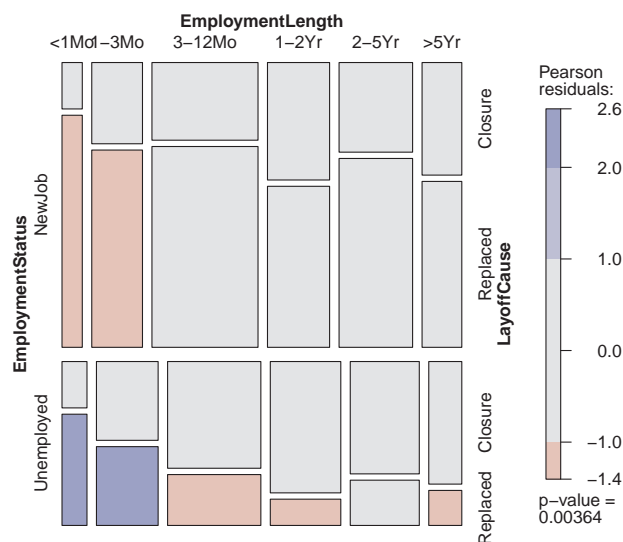 EmploymentLength
<1Mo 1−3Mo 3−12Mo 1−2Yr 2−5Yr >5Yr
EmploymentStatus
NewJob
Unemployed
Closure
Replaced
Closure
Replaced
LayoffCause
Pearson
residuals:
2.6
2.0
1.0
0.0
−1.0
−1.4
p−value =
0.00364